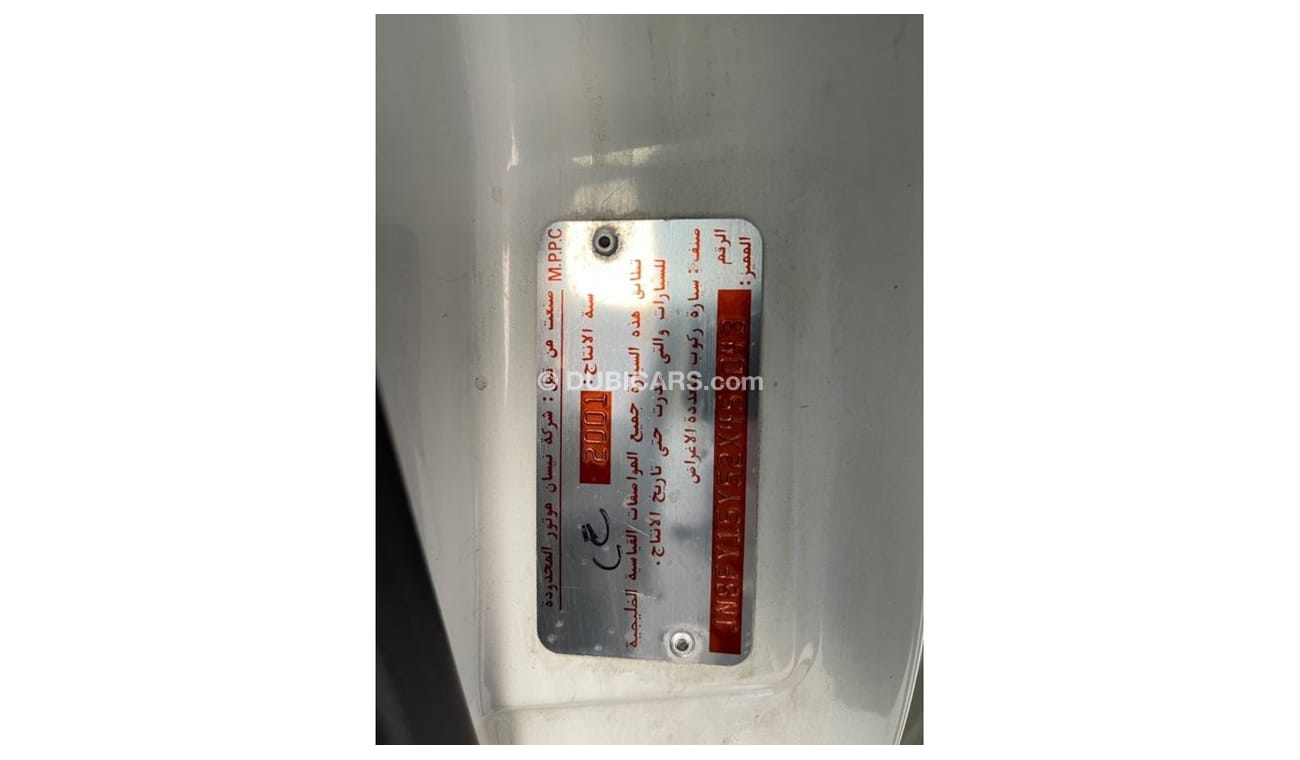 M.P.P.C
صنعت من قبل : شركة نيسان موتور المحدودة
سنة الانتاج : 2001
تطابق هذه السيارة جميع المواصفات القياسية الخليجية
للسيارات والتي صدرت حتى تاريخ الانتاج .
صنف : سيارة ركوب متعددة الاغراض
الرقم
المميز :
© DUBICARS.com